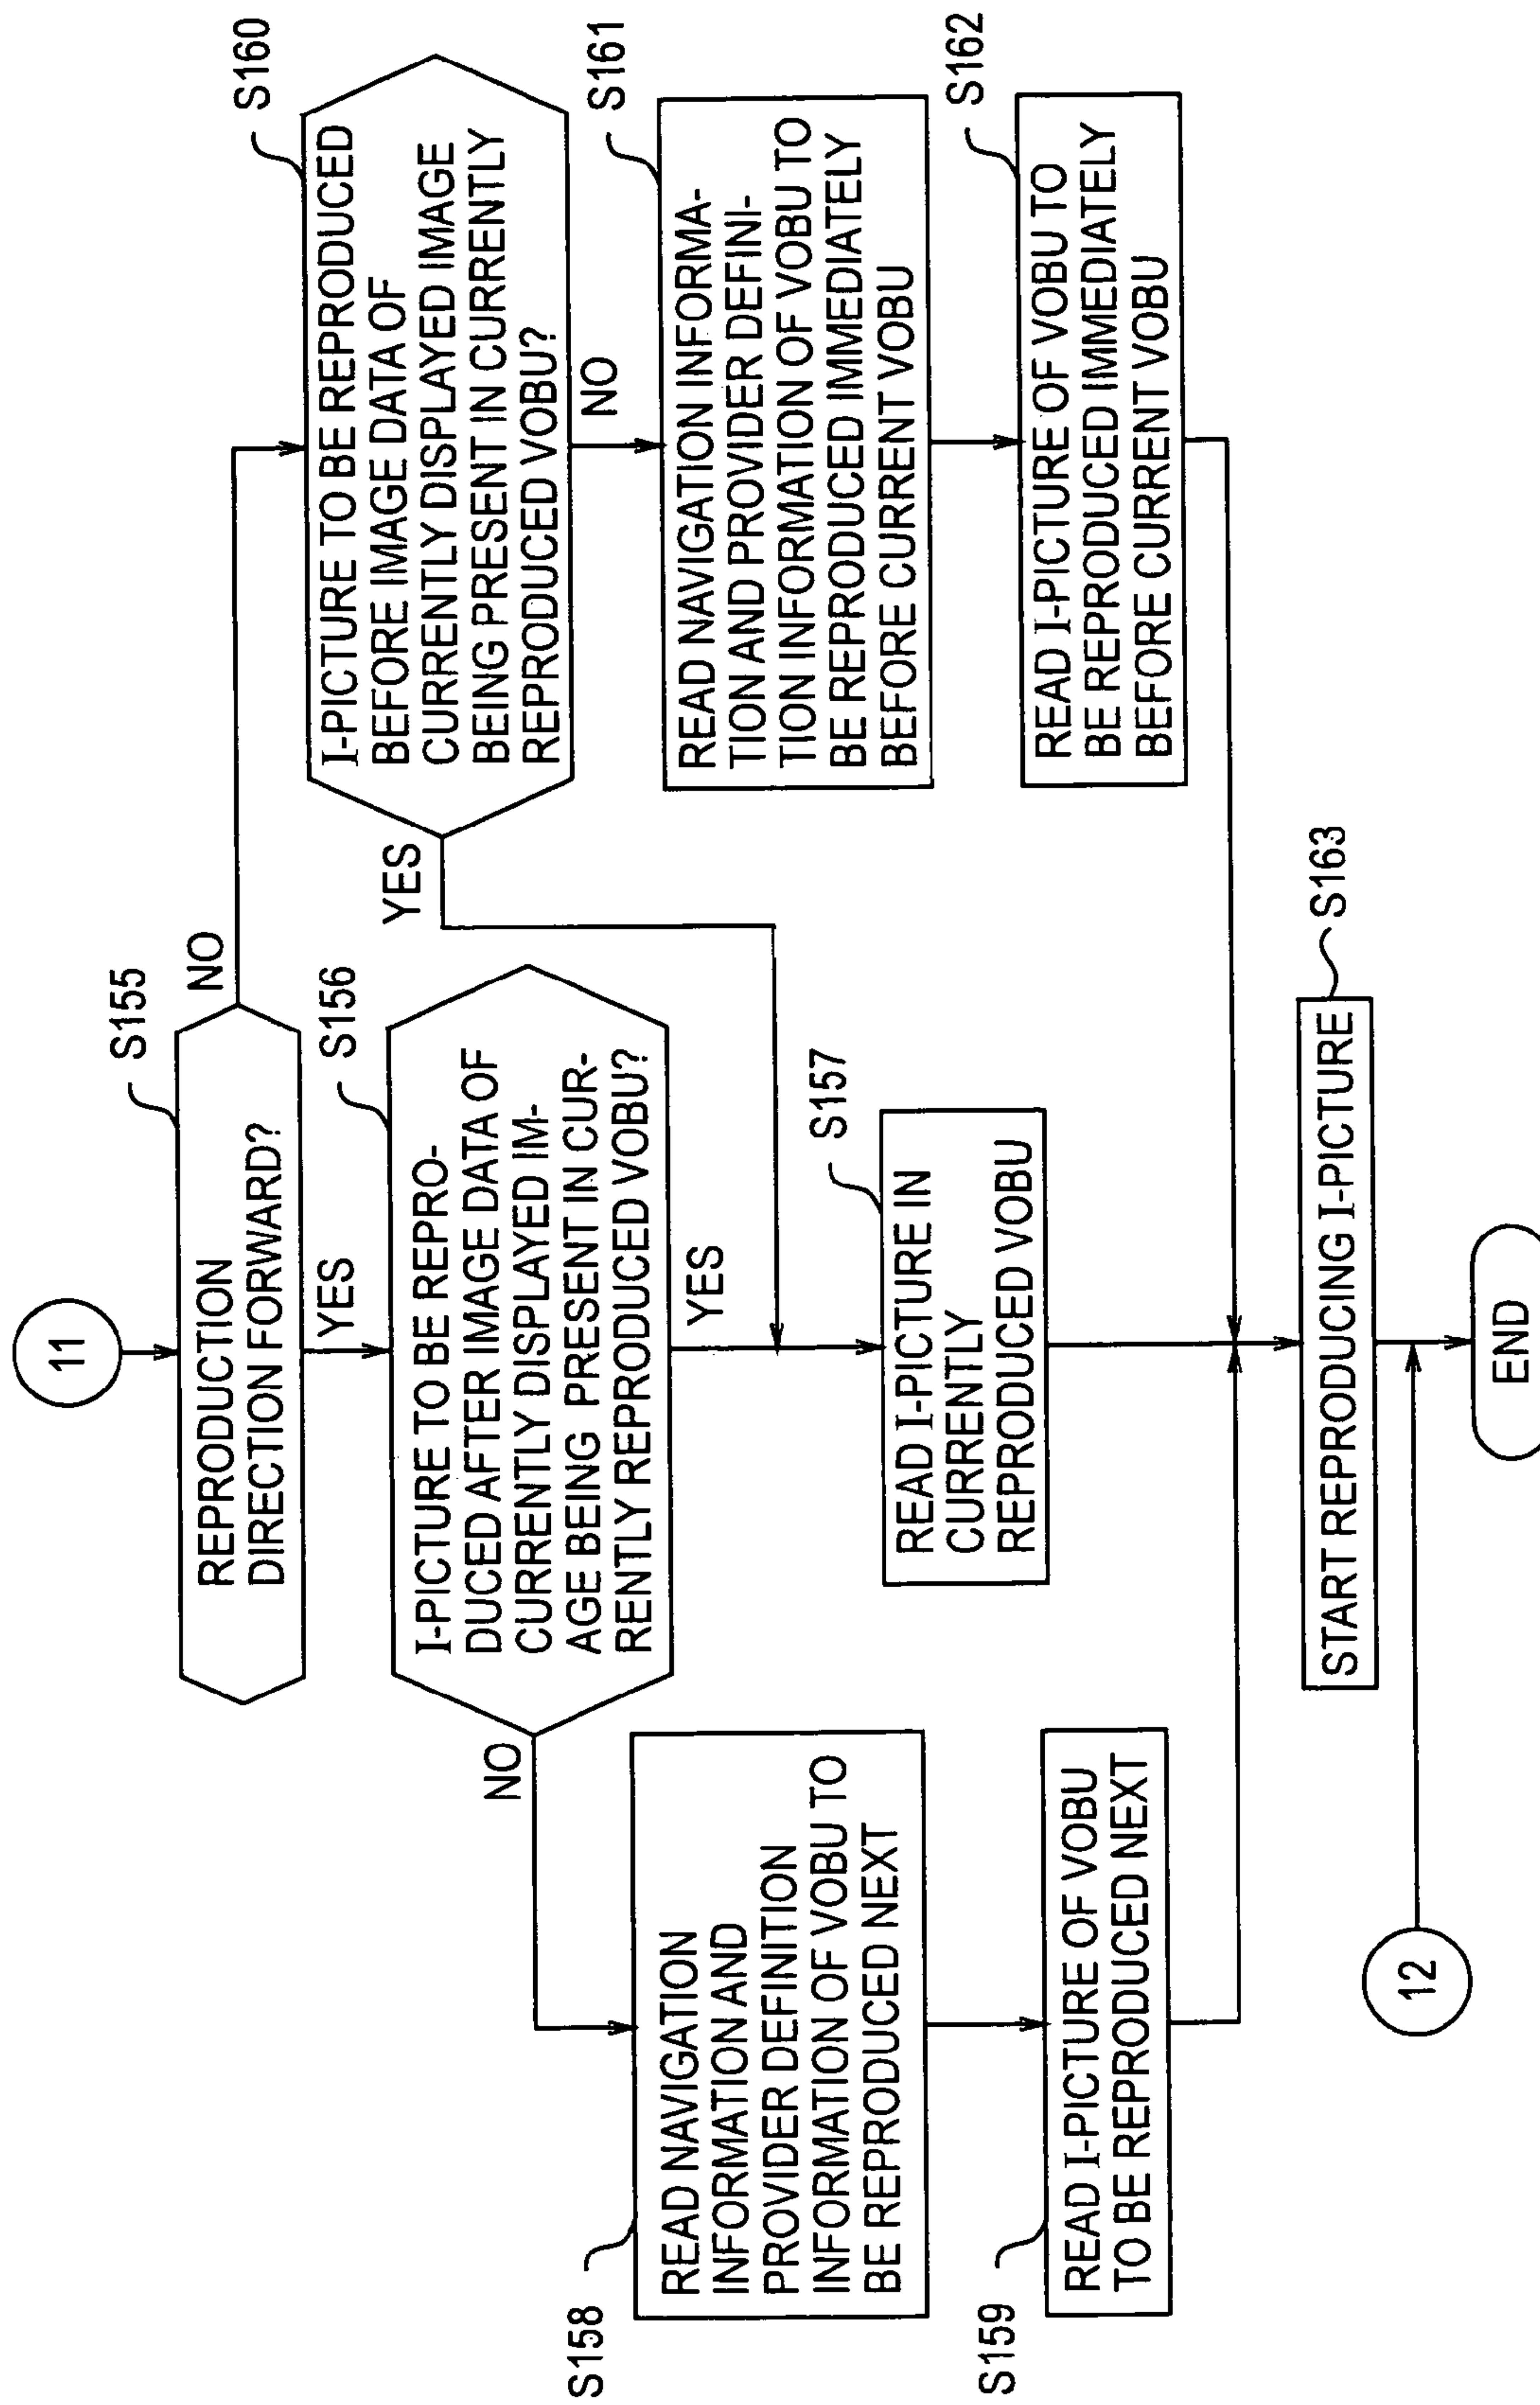 11
S155
REPRODUCTION
DIRECTION FORWARD?
NO
YES
S156
I-PICTURE TO BE REPRO-
DUCED AFTER IMAGE DATA OF
CURRENTLY DISPLAYED IM-
AGE BEING PRESENT IN CUR-
RENTLY REPRODUCED VOBU?
NO
YES
S160
I-PICTURE TO BE REPRODUCED
BEFORE IMAGE DATA OF
CURRENTLY DISPLAYED IMAGE
BEING PRESENT IN CURRENTLY
REPRODUCED VOBU?
YES
NO
S158
READ NAVIGATION
INFORMATION AND
PROVIDER DEFINITION
INFORMATION OF VOBU TO
BE REPRODUCED NEXT
S161
READ NAVIGATION INFORMA-
TION AND PROVIDER DEFINI-
TION INFORMATION OF VOBU TO
BE REPRODUCED IMMEDIATELY
BEFORE CURRENT VOBU
S157
READ I-PICTURE IN
CURRENTLY
REPRODUCED VOBU
S159
READ I-PICTURE OF VOBU
TO BE REPRODUCED NEXT
S162
READ I-PICTURE OF VOBU TO
BE REPRODUCED IMMEDIATELY
BEFORE CURRENT VOBU
S163
START REPRODUCING I-PICTURE
12
END